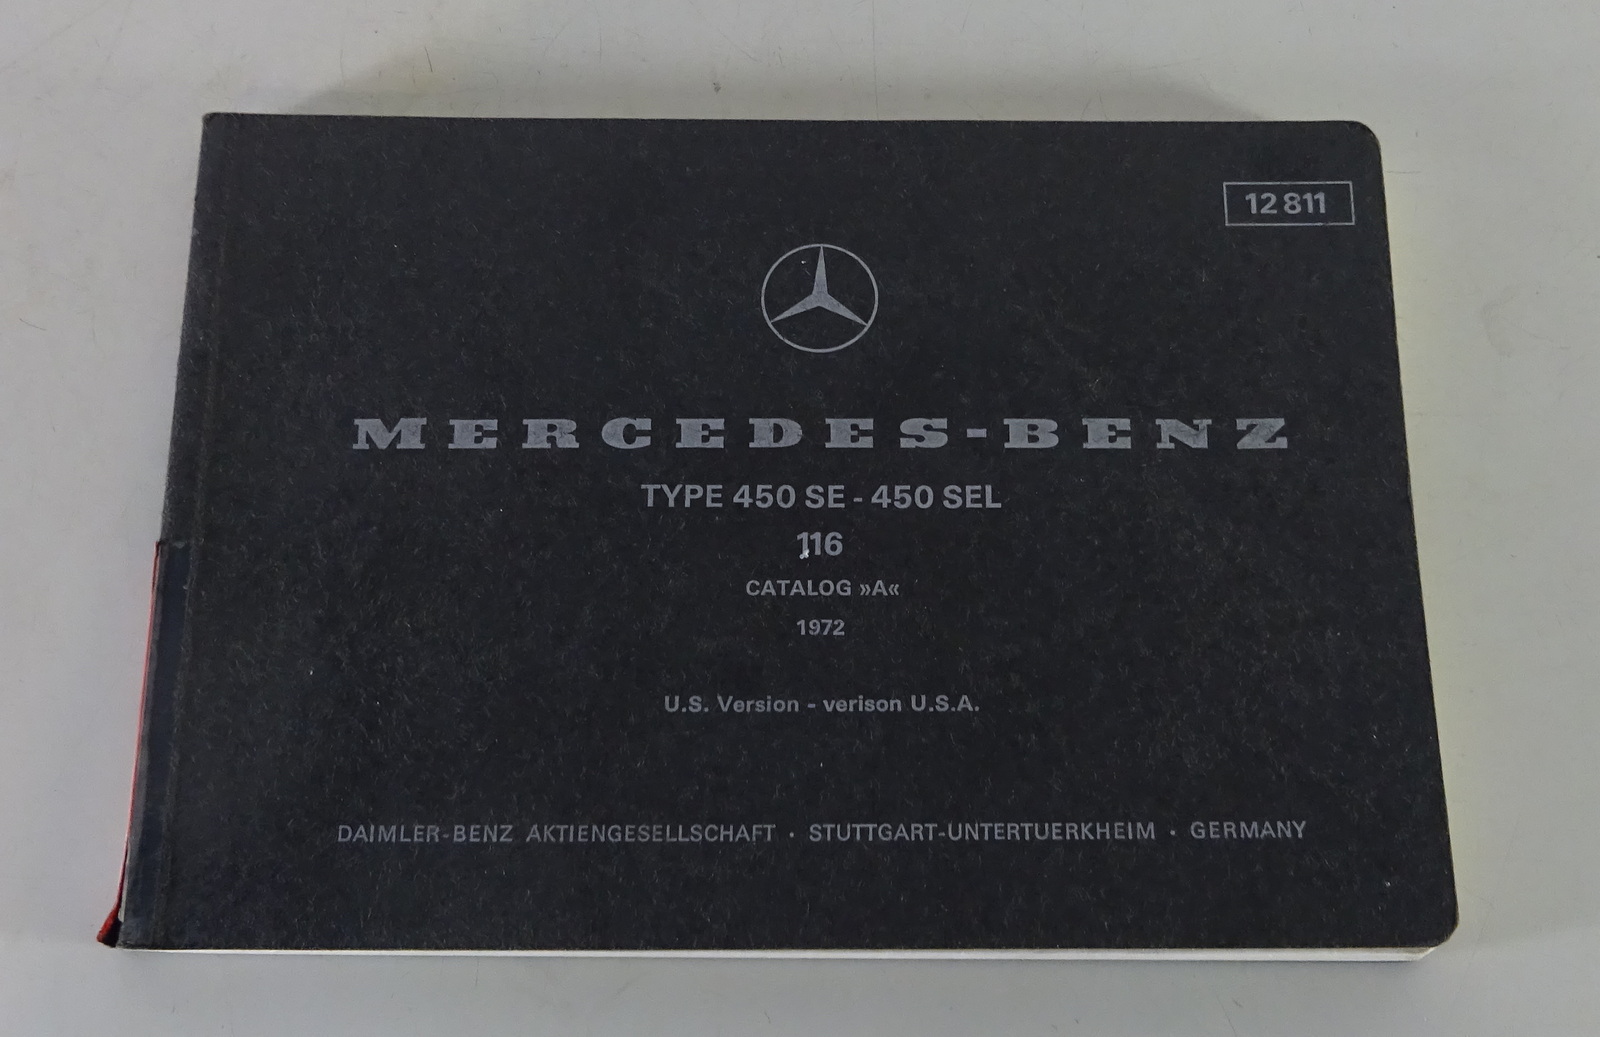 12 811
MERCEDES-BENZ
TYPE 450 SE - 450 SEL
116
CATALOG »A«
1972
U.S. Version - verison U.S.A.
DAIMLER-BENZ AKTIENGESELLSCHAFT · STUTTGART-UNTERTUERKHEIM · GERMANY